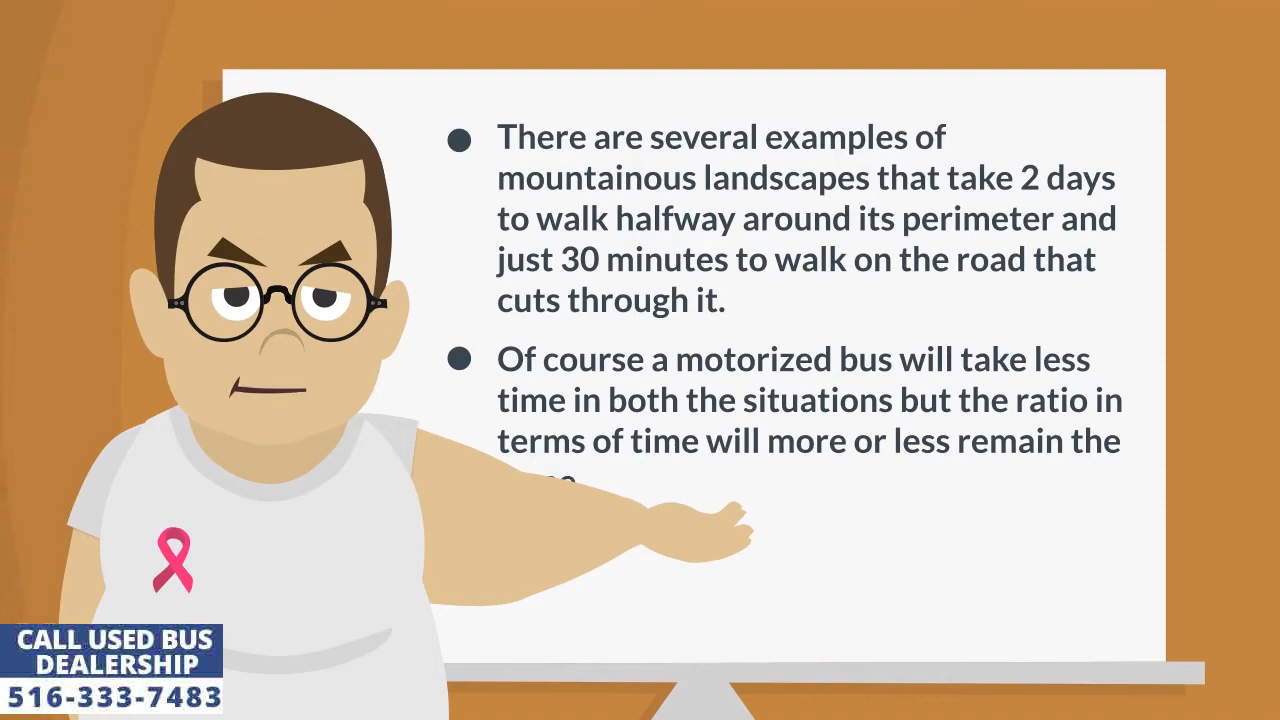 There are several examples of
mountainous landscapes that take 2 days
to walk halfway around its perimeter and
just 30 minutes to walk on the road that
cuts through it.
Of course a motorized bus will take less
time in both the situations but the ratio in
terms of time will more or less remain the
CALL USED BUS
DEALERSHIP
516-333-7483